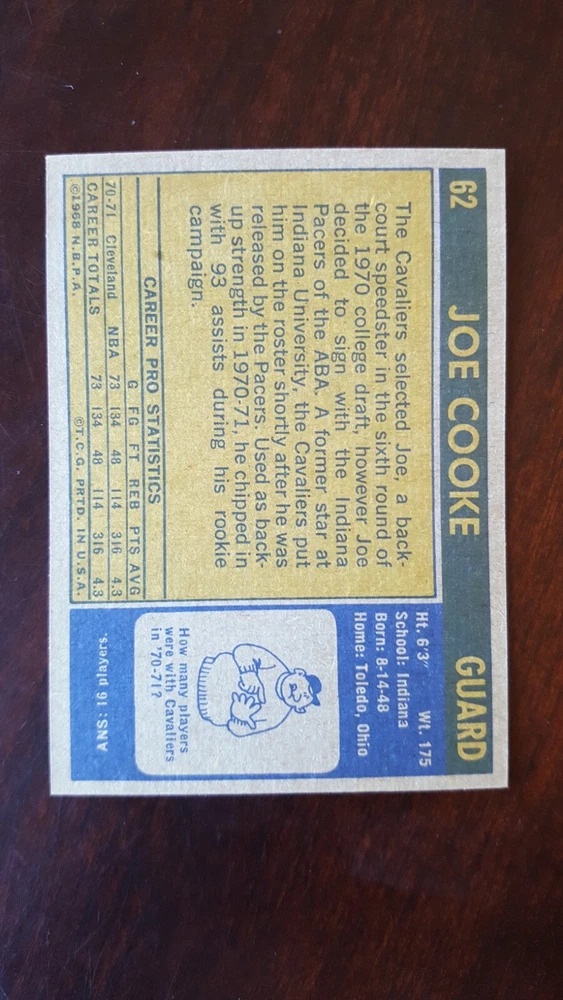 62 JOE COOKE GUARD
The Cavaliers selected Joe, a back-
court speedster in the sixth round of
the 1970 college draft, however Joe
decided to sign with the Indiana
Pacers of the ABA. A former star at
Indiana University, the Cavaliers put
him on the roster shortly after he was
released by the Pacers. Used as back-
up strength in 1970-71, he chipped in
with 93 assists during his rookie
campaign.
CAREER PRO STATISTICS
G FG FT REB PTS AVG
70-71 Cleveland NBA 73 134 48 114 316 4.3
CAREER TOTALS 73 134 48 114 316 4.3
©1968 N.B.P.A. ©T.C.G. PRTD. IN U.S.A.
Ht. 6'3" Wt. 175
School: Indiana
Born: 8-14-48
Home: Toledo, Ohio
How many players
were with Cavaliers
in '70-71?
ANS: 16 players.